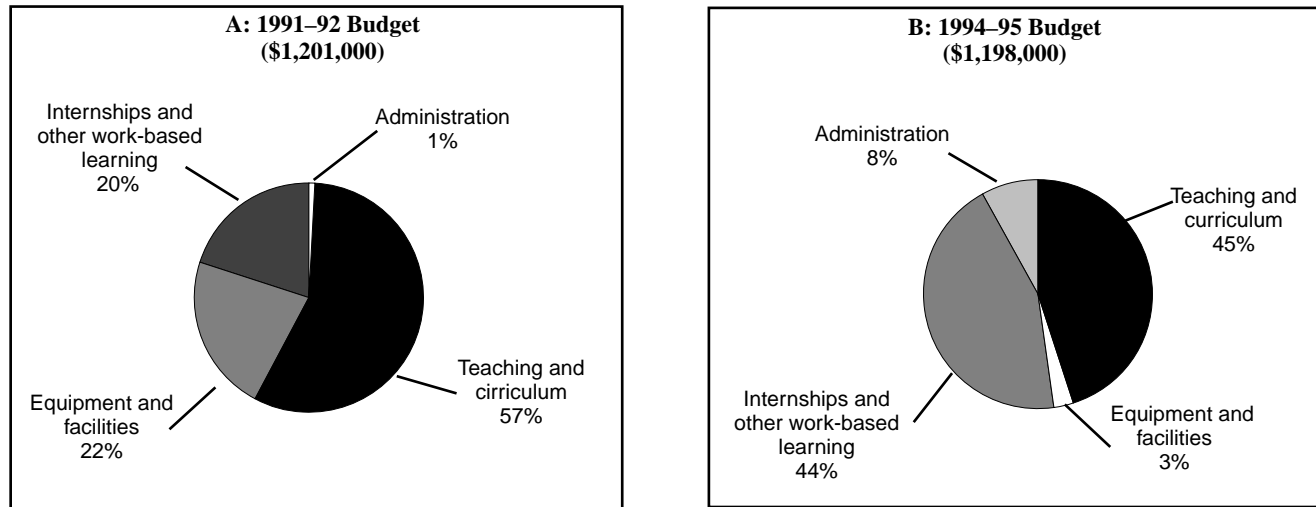 A: 1991–92 Budget
($1,201,000)
Internships and
other work-based
learning
20%
Administration
1%
Equipment and
facilities
22%
Teaching and
cirriculum
57%
B: 1994–95 Budget
($1,198,000)
Administration
8%
Teaching and
curriculum
45%
Internships and
other work-based
learning
44%
Equipment and
facilities
3%